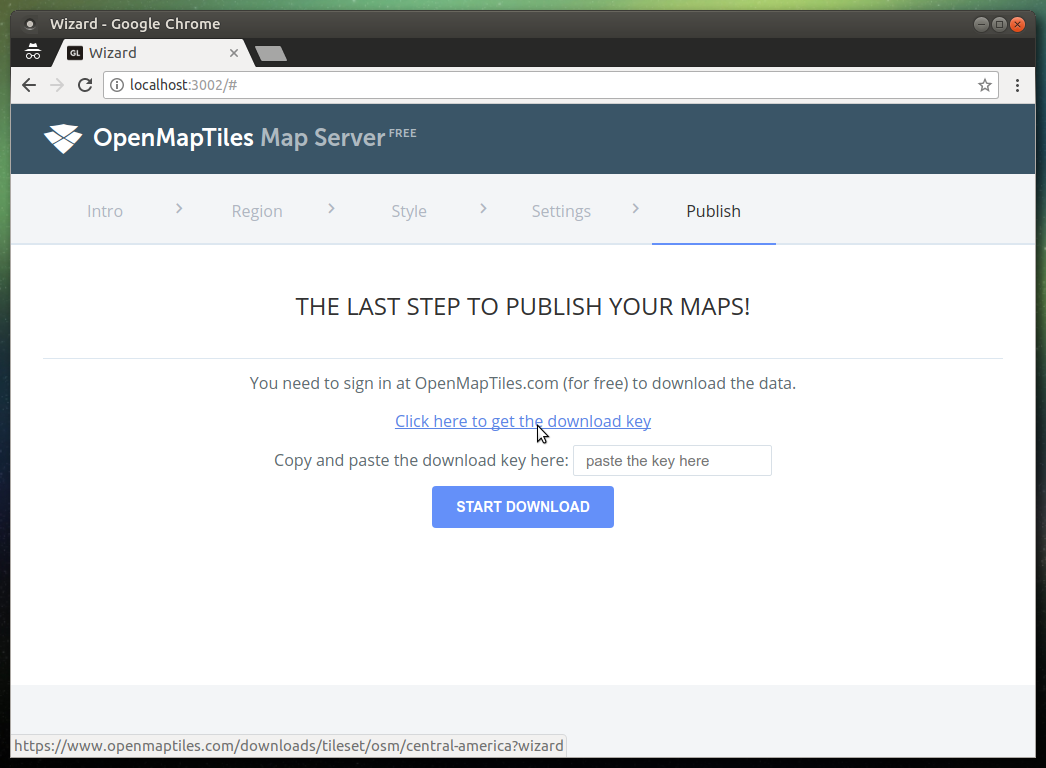 Wizard - Google Chrome
GL Wizard
localhost:3002/#
OpenMapTiles Map Server FREE
Intro Region Style Settings Publish
THE LAST STEP TO PUBLISH YOUR MAPS!
You need to sign in at OpenMapTiles.com (for free) to download the data.
Click here to get the download key
Copy and paste the download key here: paste the key here
START DOWNLOAD
https://www.openmaptiles.com/downloads/tileset/osm/central-america?wizard